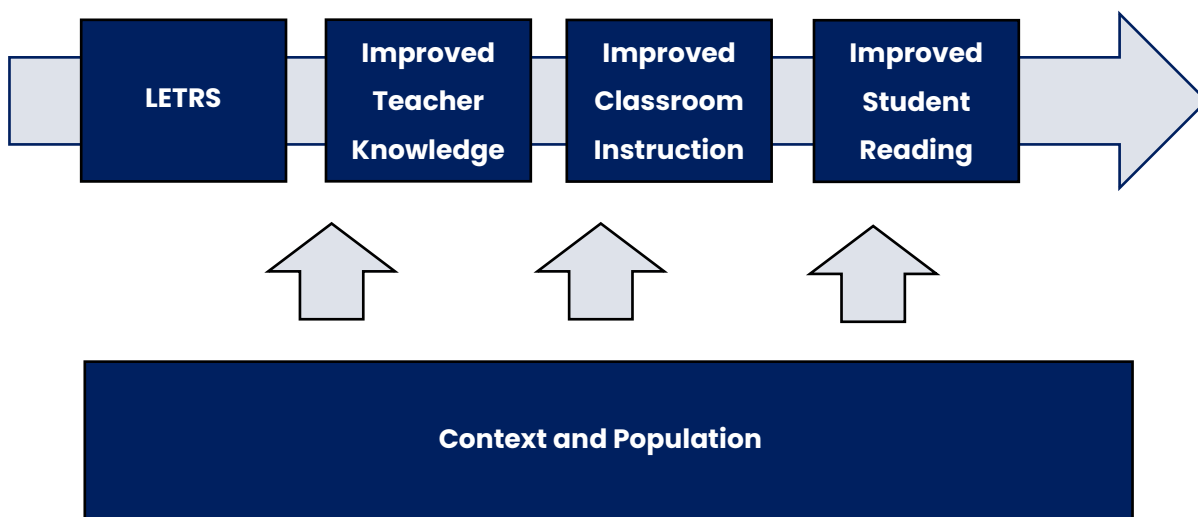 LETRS
Improved
Teacher
Knowledge
Improved
Classroom
Instruction
Improved
Student
Reading
Context and Population